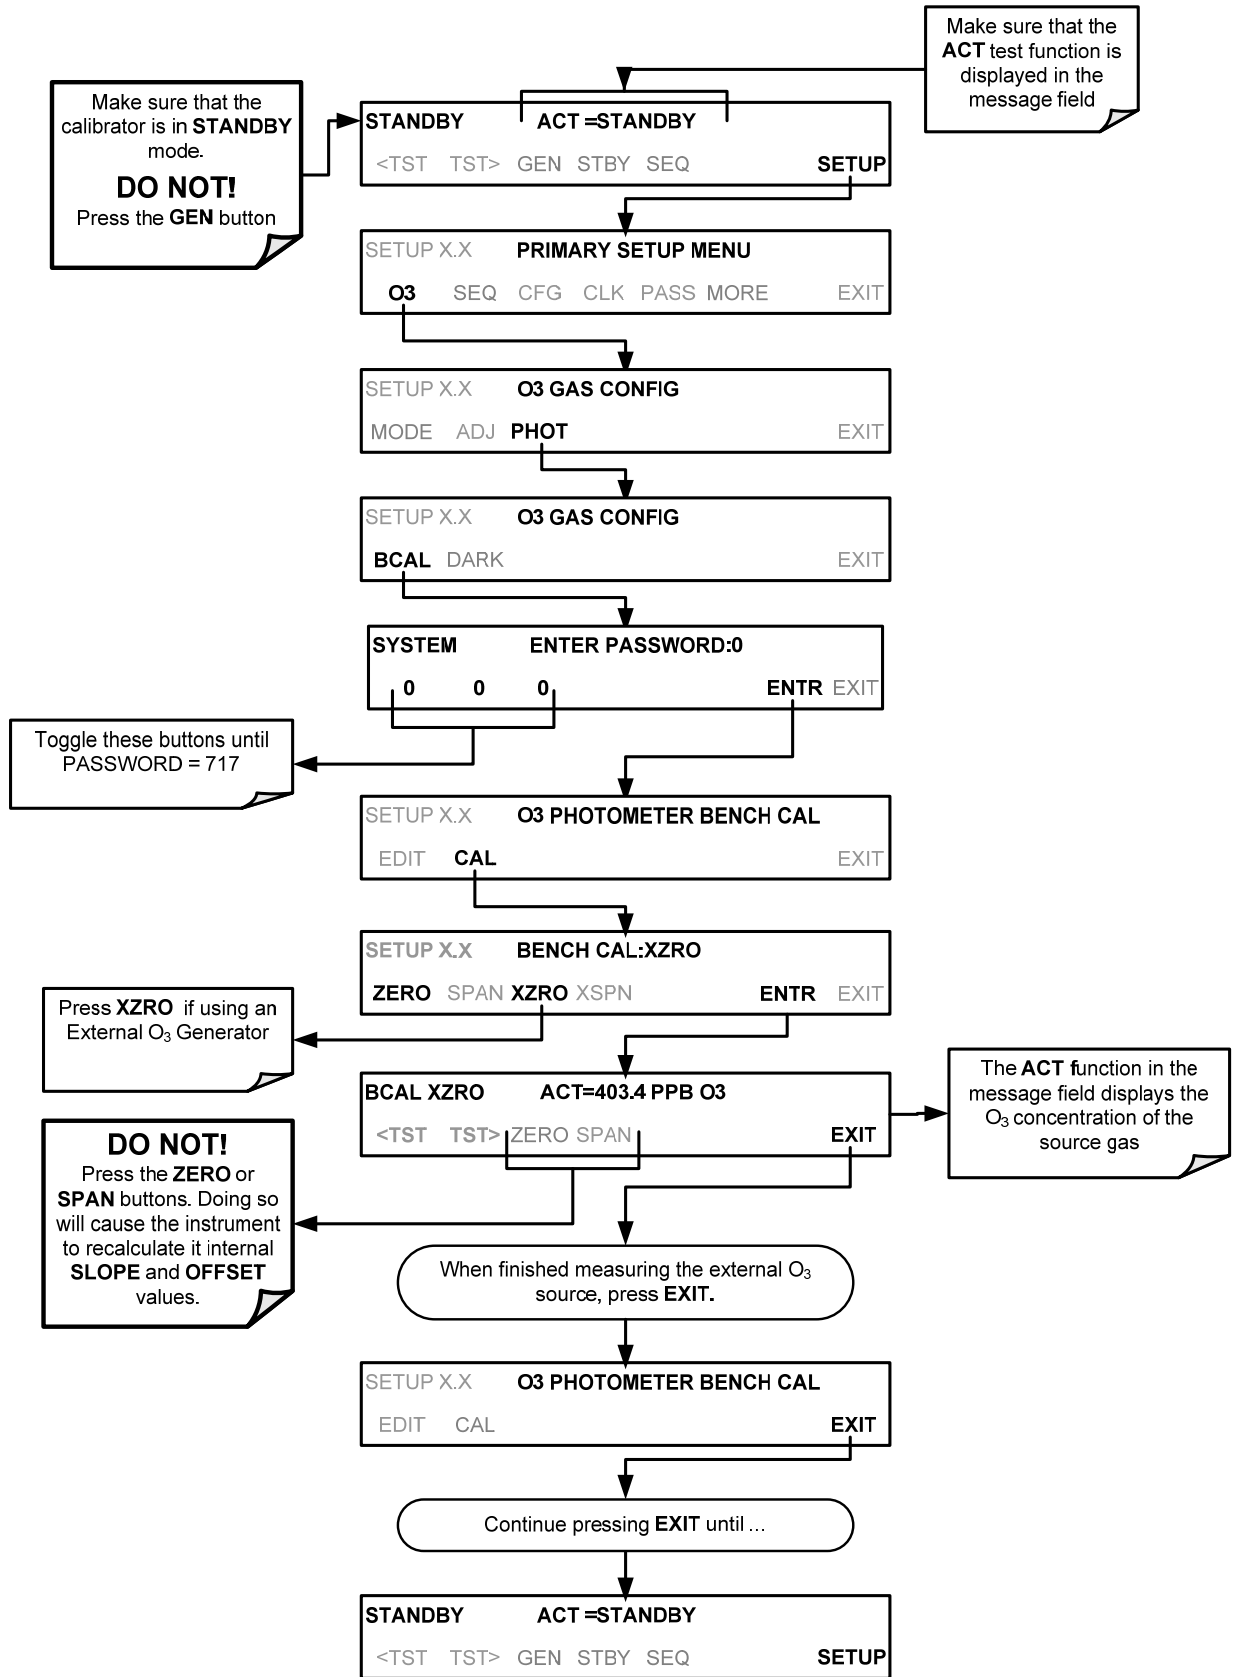 Make sure that the
ACT test function is
displayed in the
message field
Make sure that the
calibrator is in STANDBY
mode.
DO NOT!
Press the GEN button
STANDBY ACT =STANDBY
<TST TST> GEN STBY SEQ SETUP
SETUP X.X PRIMARY SETUP MENU
O3 SEQ CFG CLK PASS MORE EXIT
SETUP X.X O3 GAS CONFIG
MODE ADJ PHOT EXIT
SETUP X.X O3 GAS CONFIG
BCAL DARK EXIT
SYSTEM ENTER PASSWORD:0
0 0 0 ENTR EXIT
Toggle these buttons until
PASSWORD = 717
SETUP X.X O3 PHOTOMETER BENCH CAL
EDIT CAL EXIT
SETUP X.X BENCH CAL:XZRO
ZERO SPAN XZRO XSPN ENTR EXIT
Press XZRO if using an
External O₃ Generator
BCAL XZRO ACT=403.4 PPB O3
<TST TST> ZERO SPAN EXIT
The ACT function in the
message field displays the
O₃ concentration of the
source gas
DO NOT!
Press the ZERO or
SPAN buttons. Doing so
will cause the instrument
to recalculate it internal
SLOPE and OFFSET
values.
When finished measuring the external O₃
source, press EXIT.
SETUP X.X O3 PHOTOMETER BENCH CAL
EDIT CAL EXIT
Continue pressing EXIT until ...
STANDBY ACT =STANDBY
<TST TST> GEN STBY SEQ SETUP